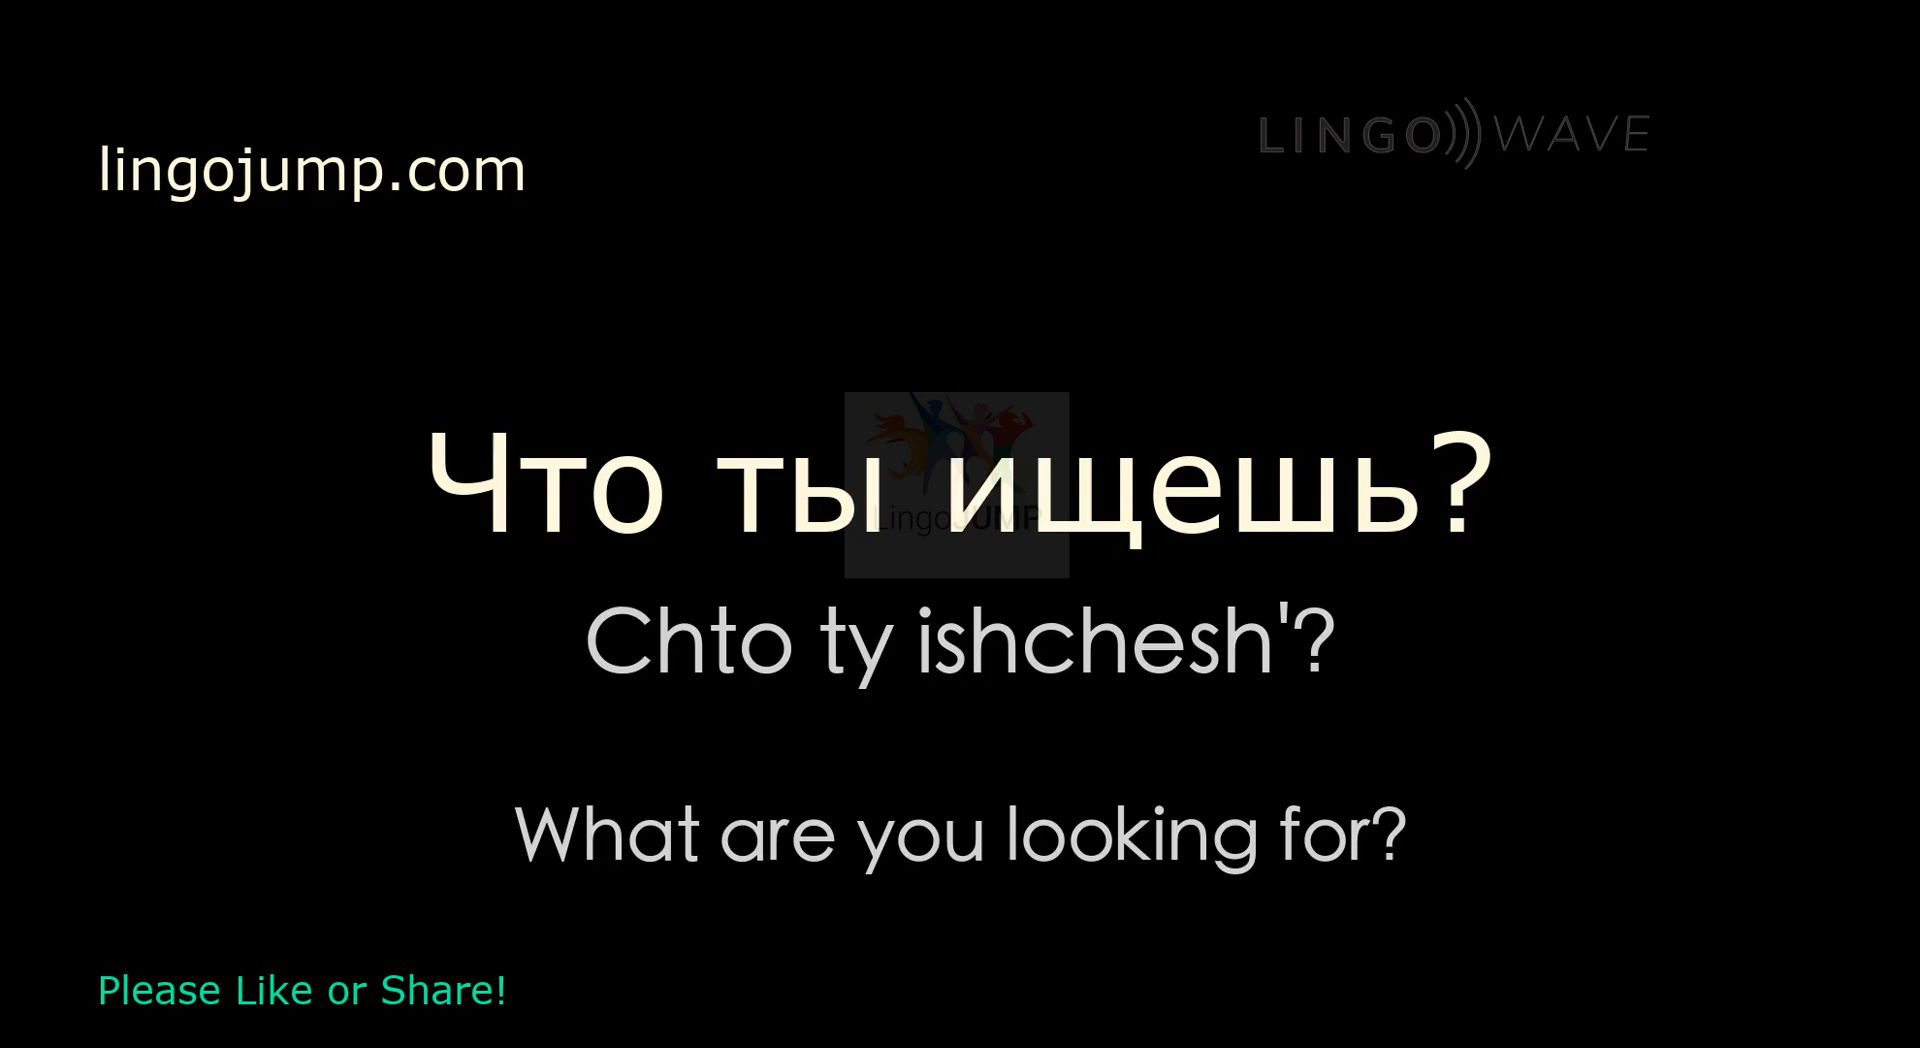 lingojump.com
LINGO WAVE
Что ты ищешь?
LingoJUMP
Chto ty ishchesh'?
What are you looking for?
Please Like or Share!